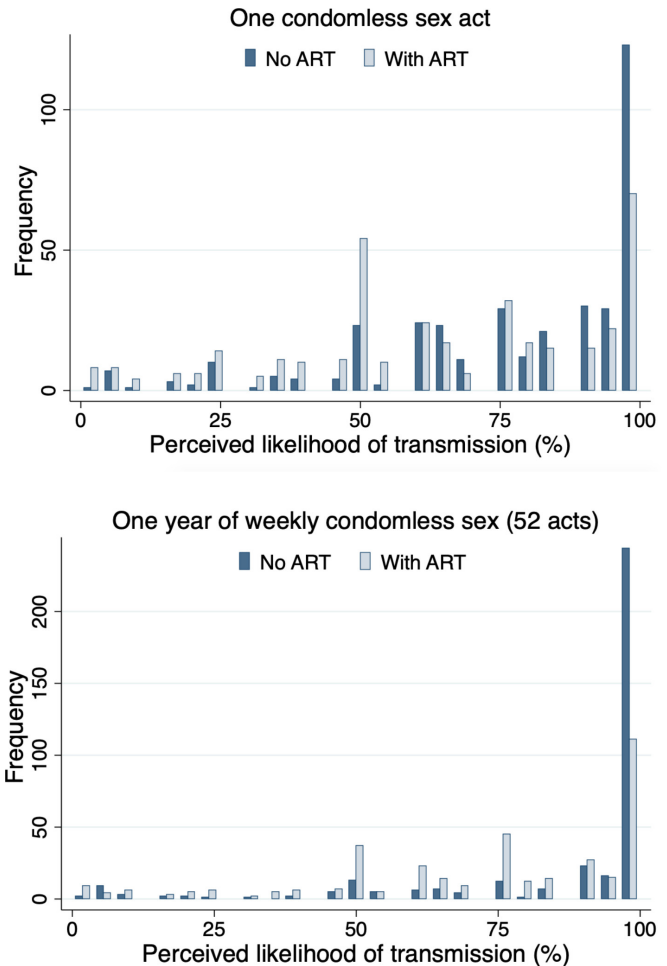 One condomless sex act
No ART With ART
Frequency
100
50
0
0 25 50 75 100
Perceived likelihood of transmission (%)
One year of weekly condomless sex (52 acts)
No ART With ART
Frequency
200
150
100
50
0
0 25 50 75 100
Perceived likelihood of transmission (%)